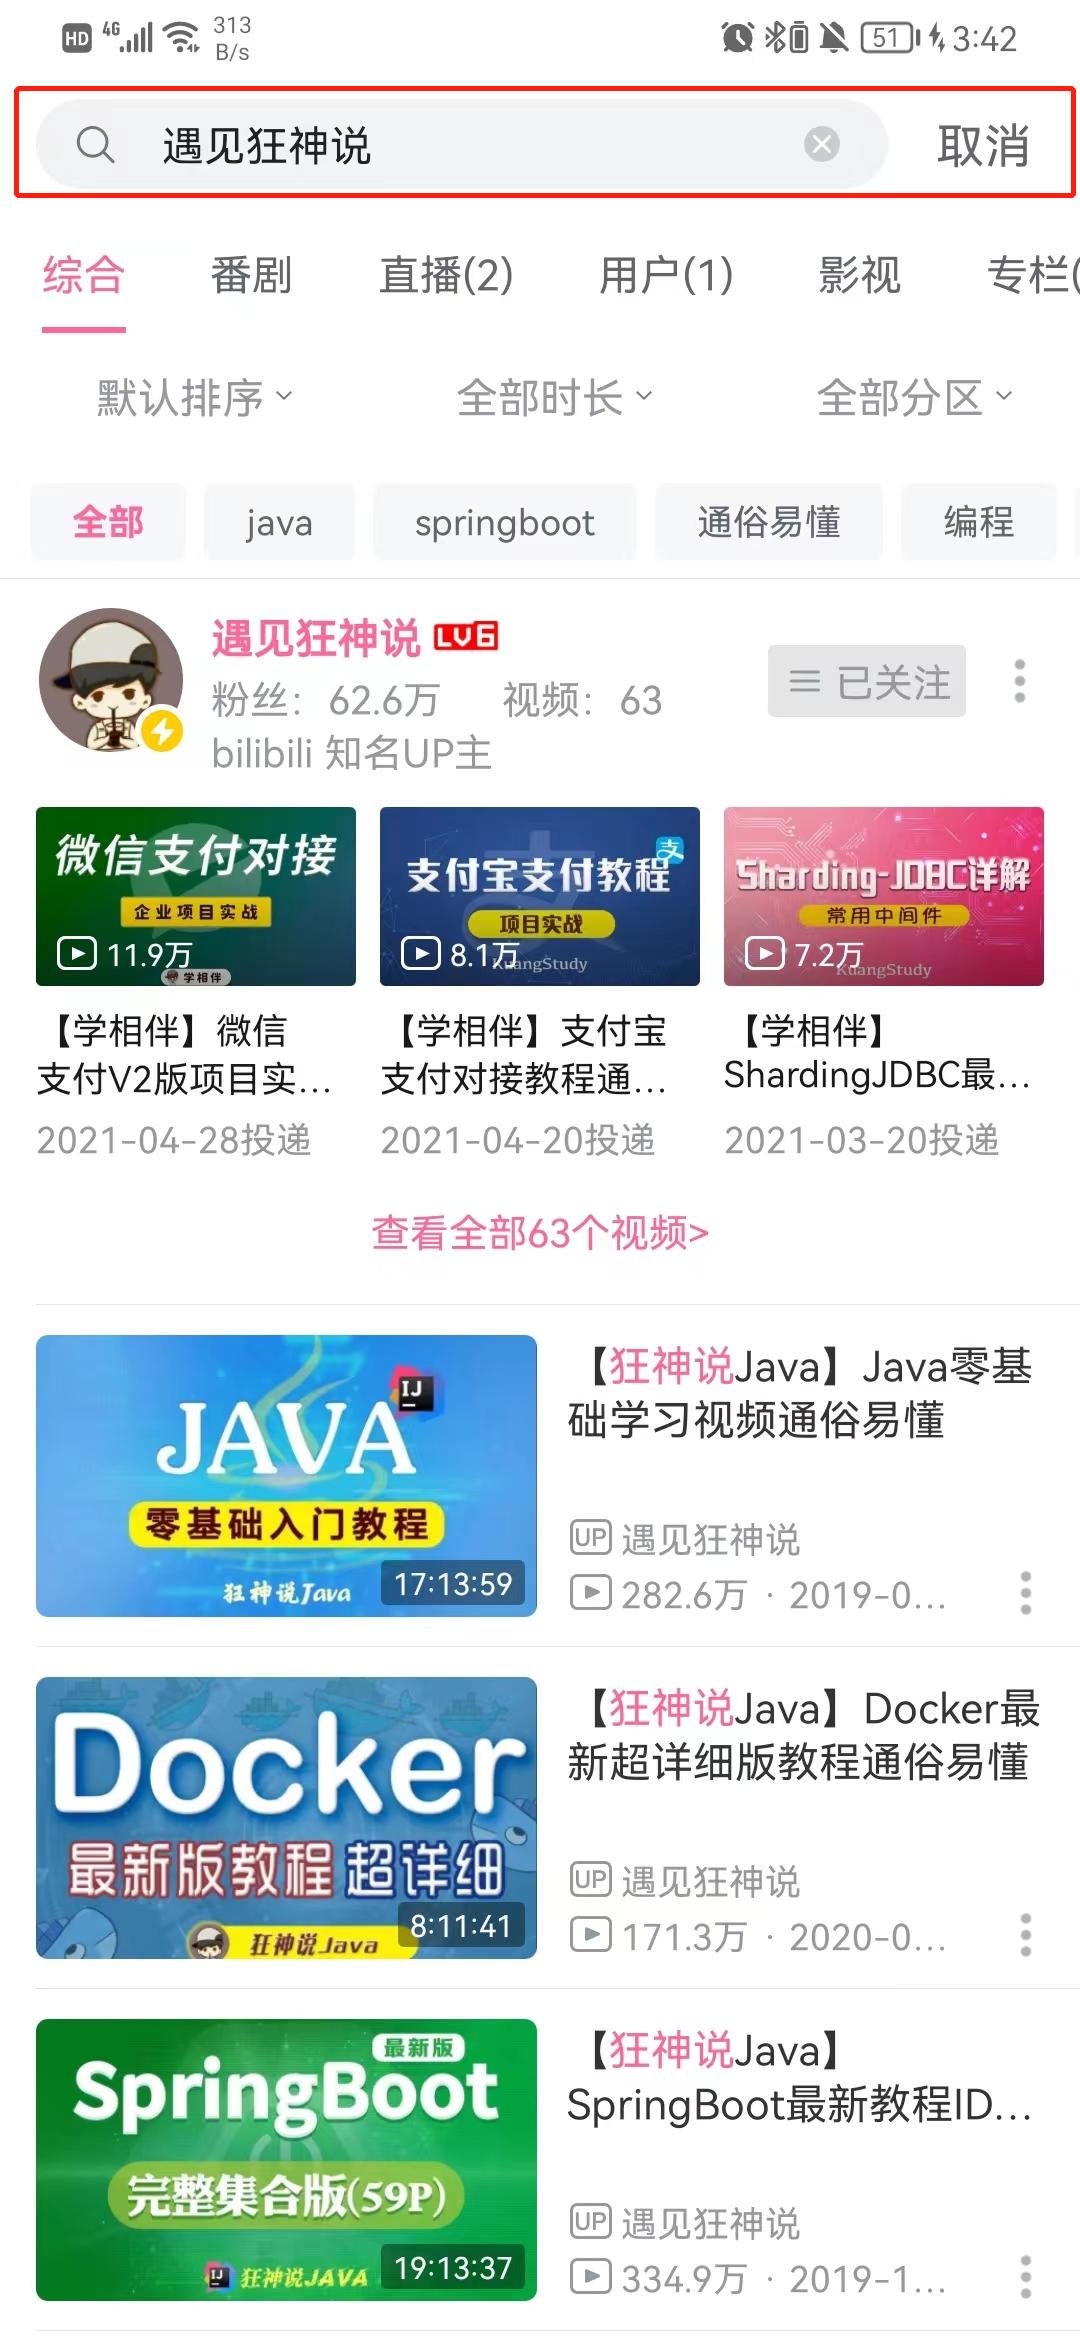 HD 4G 313 B/s 51 3:42
遇见狂神说 取消
综合 番剧 直播(2) 用户(1) 影视 专栏(
默认排序 全部时长 全部分区
全部 java springboot 通俗易懂 编程
遇见狂神说 LV6
粉丝：62.6万 视频：63
已关注
bilibili 知名UP主
微信支付对接
企业项目实战
11.9万
学相伴
支付宝支付教程
支
项目实战
8.1万
KuangStudy
Sharding-JDBC详解
常用中间件
7.2万
KuangStudy
【学相伴】微信
支付V2版项目实...
2021-04-28投递
【学相伴】支付宝
支付对接教程通...
2021-04-20投递
【学相伴】
ShardingJDBC最...
2021-03-20投递
查看全部63个视频>
IJ
JAVA
零基础入门教程
狂神说Java
17:13:59
【狂神说Java】Java零基
础学习视频通俗易懂
UP 遇见狂神说
282.6万 · 2019-0...
Docker
最新版教程 超详细
狂神说Java
8:11:41
【狂神说Java】Docker最
新超详细版教程通俗易懂
UP 遇见狂神说
171.3万 · 2020-0...
最新版
SpringBoot
完整集合版(59P)
IJ 狂神说JAVA
19:13:37
【狂神说Java】
SpringBoot最新教程ID...
UP 遇见狂神说
334.9万 · 2019-1...